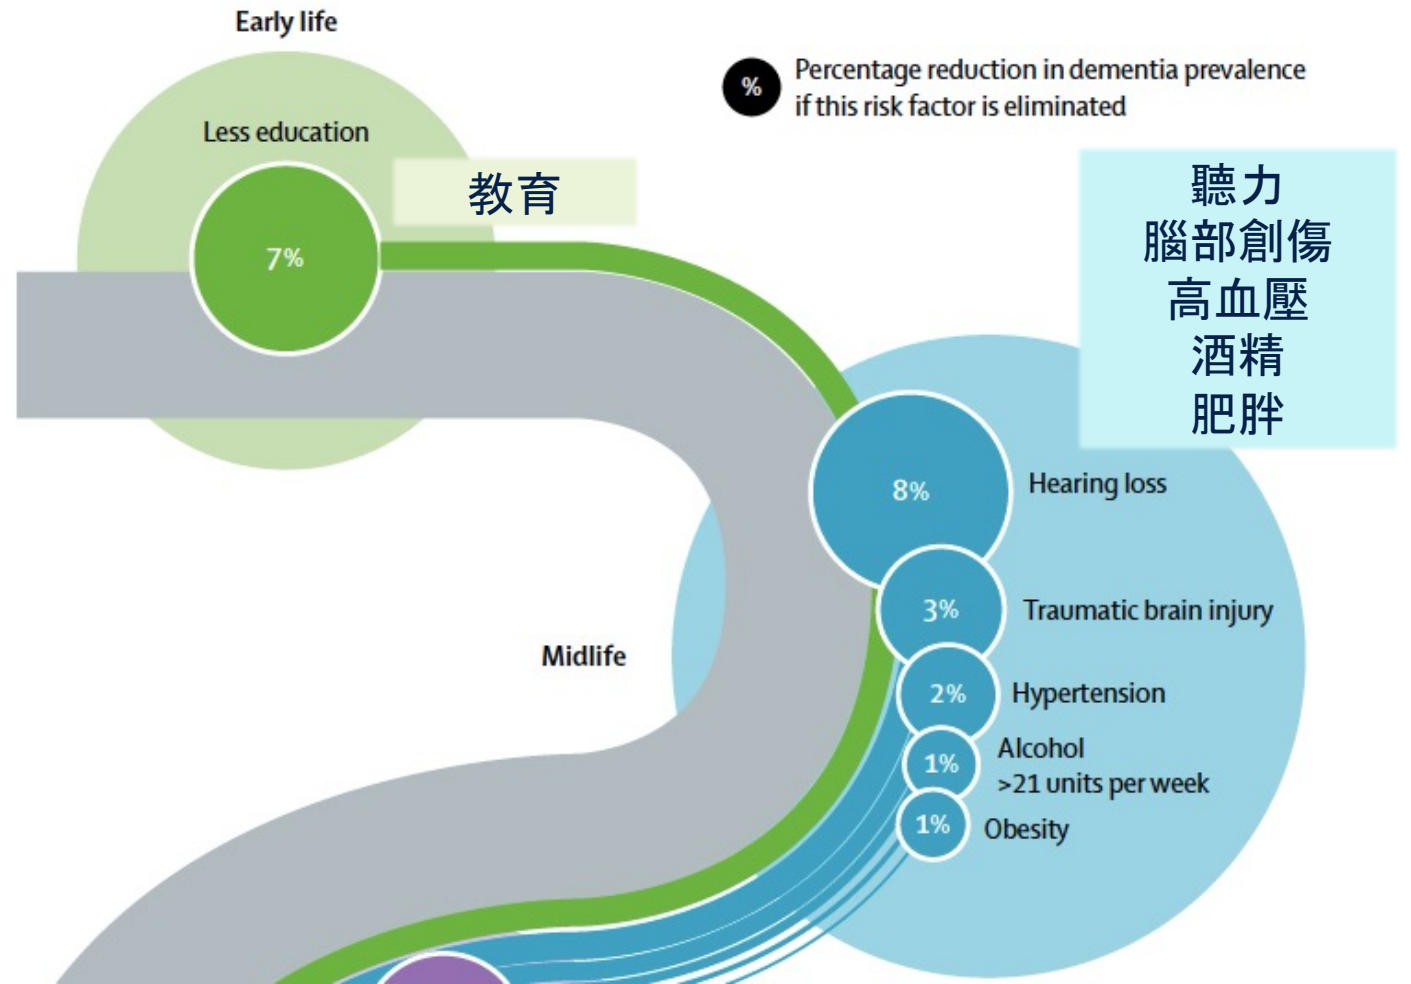 Early life
Less education
7%
教育
%
Percentage reduction in dementia prevalence
if this risk factor is eliminated
聽力
腦部創傷
高血壓
酒精
肥胖
8%
Hearing loss
3%
Traumatic brain injury
Midlife
2%
Hypertension
1%
Alcohol
>21 units per week
1%
Obesity